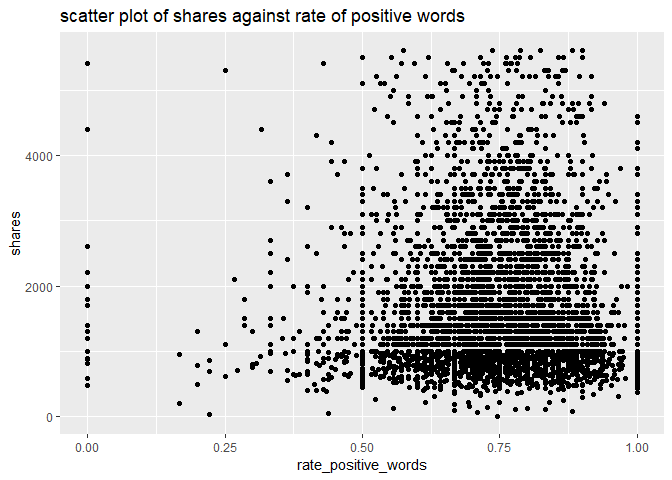 scatter plot of shares against rate of positive words
shares
4000
2000
0
0.00 0.25 0.50 0.75 1.00
rate_positive_words